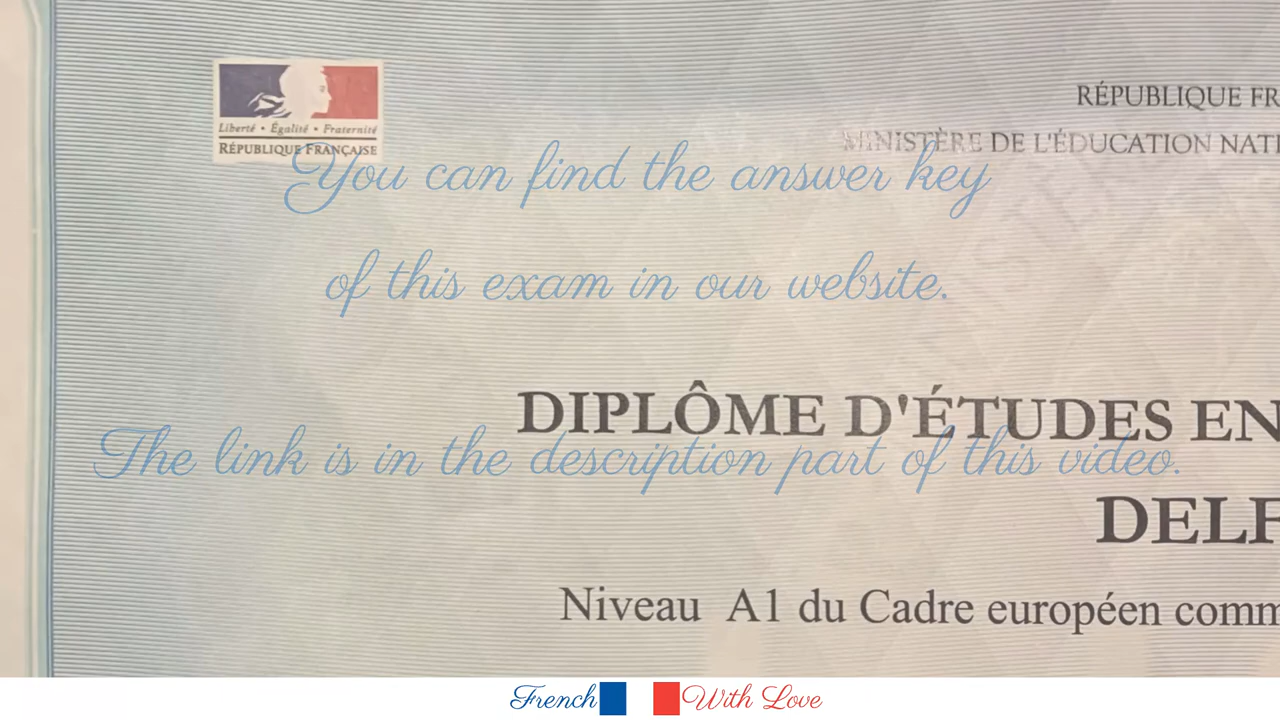 Liberté • Égalité • Fraternité
RÉPUBLIQUE FRANÇAISE
RÉPUBLIQUE FR
MINISTÈRE DE L'ÉDUCATION NATI
You can find the answer key
of this exam in our website.
DIPLÔME D'ÉTUDES EN
The link is in the description part of this video.
DELF
Niveau A1 du Cadre européen comm
French With Love